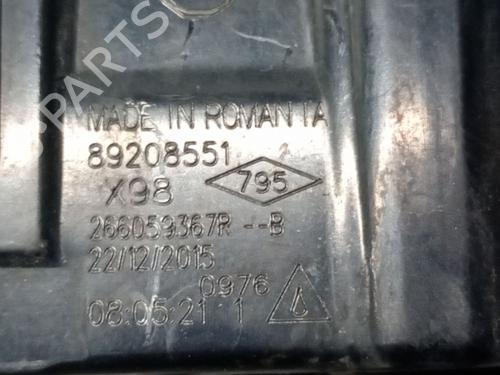 B-PARTS
MADE IN ROMANIA
89208551
X98 795
266059367R --B
22/12/2015
0976
08:05:21 1